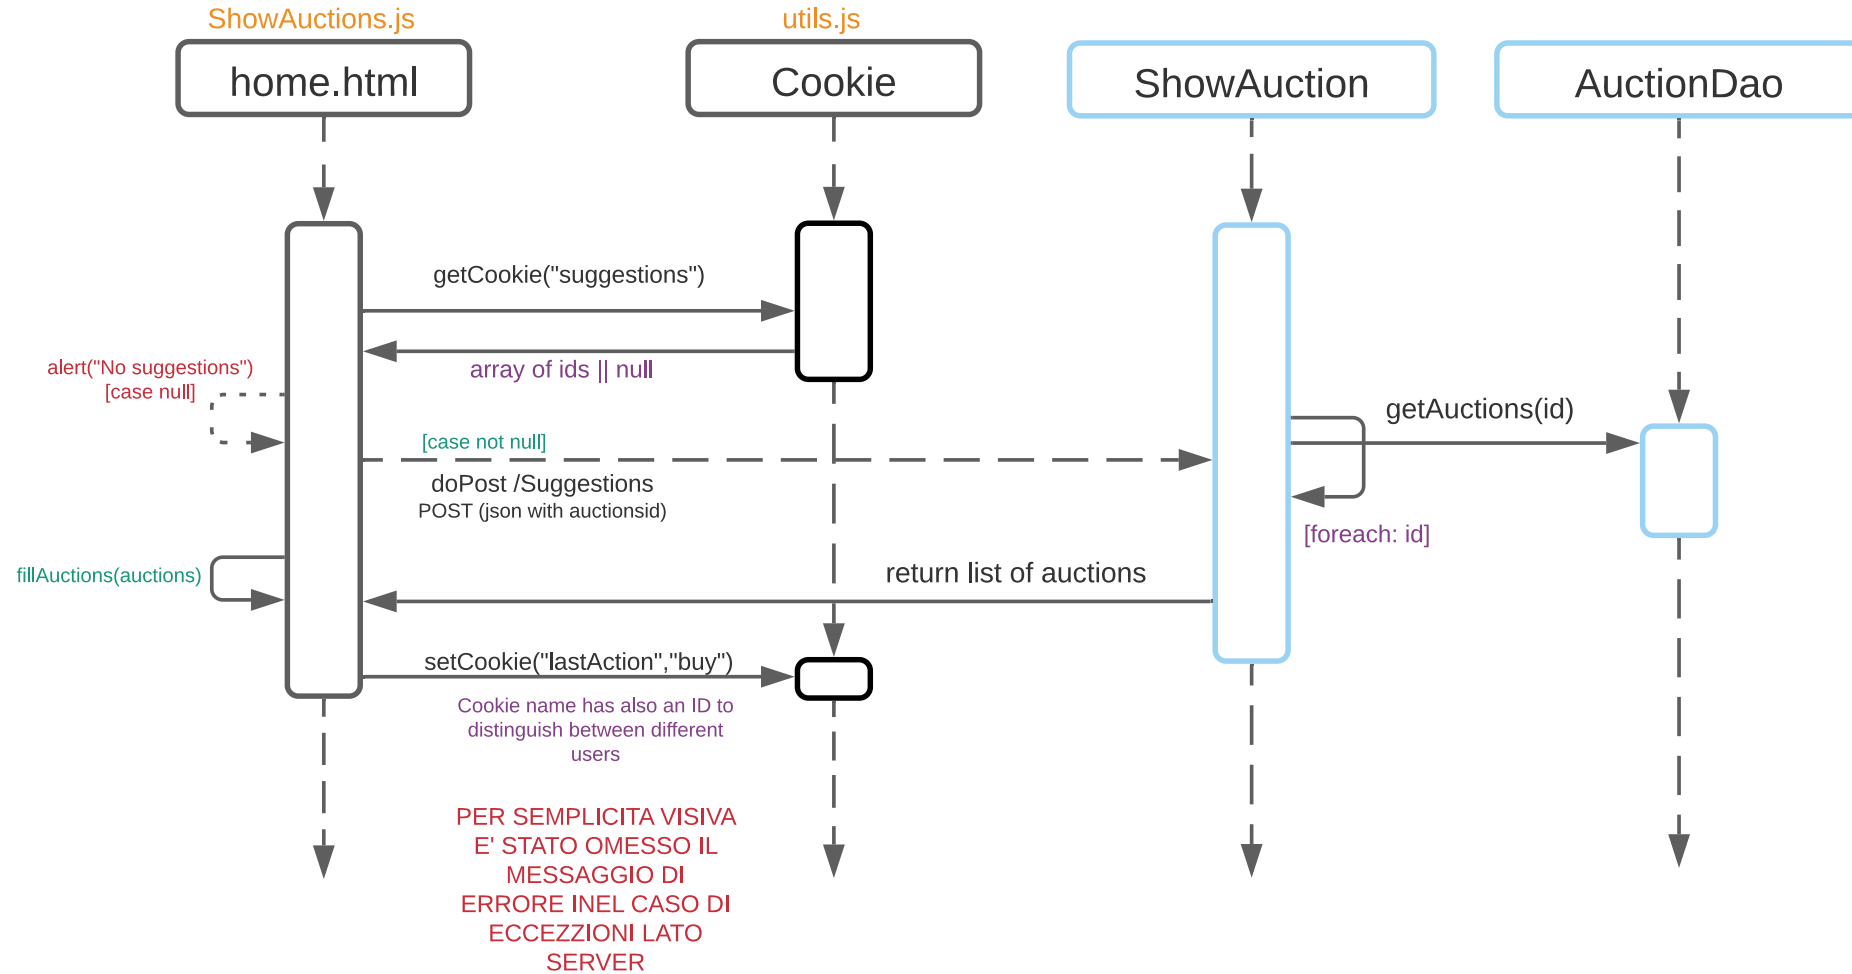 ShowAuctions.js
utils.js
home.html
Cookie
ShowAuction
AuctionDao
getCookie("suggestions")
array of ids || null
alert("No suggestions")
[case null]
getAuctions(id)
[case not null]
doPost /Suggestions
POST (json with auctionsid)
[foreach: id]
fillAuctions(auctions)
return list of auctions
setCookie("lastAction","buy")
Cookie name has also an ID to
distinguish between different
users
PER SEMPLICITA VISIVA
E' STATO OMESSO IL
MESSAGGIO DI
ERRORE INEL CASO DI
ECCEZZIONI LATO
SERVER